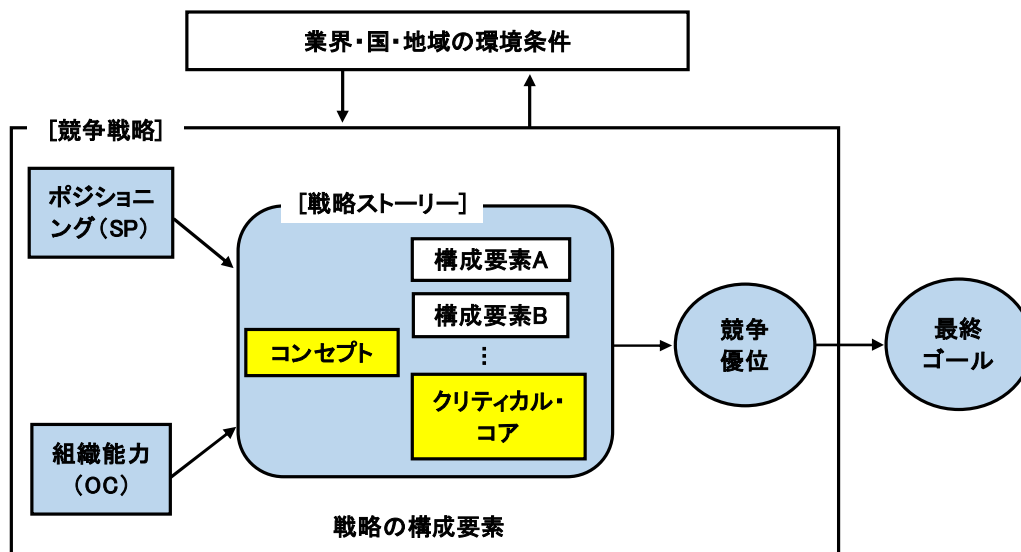 業界・国・地域の環境条件
[競争戦略]
ポジショニ
ング(SP)
[戦略ストーリー]
構成要素A
構成要素B
⋮
コンセプト
クリティカル・
コア
競争
優位
最終
ゴール
組織能力
(OC)
戦略の構成要素